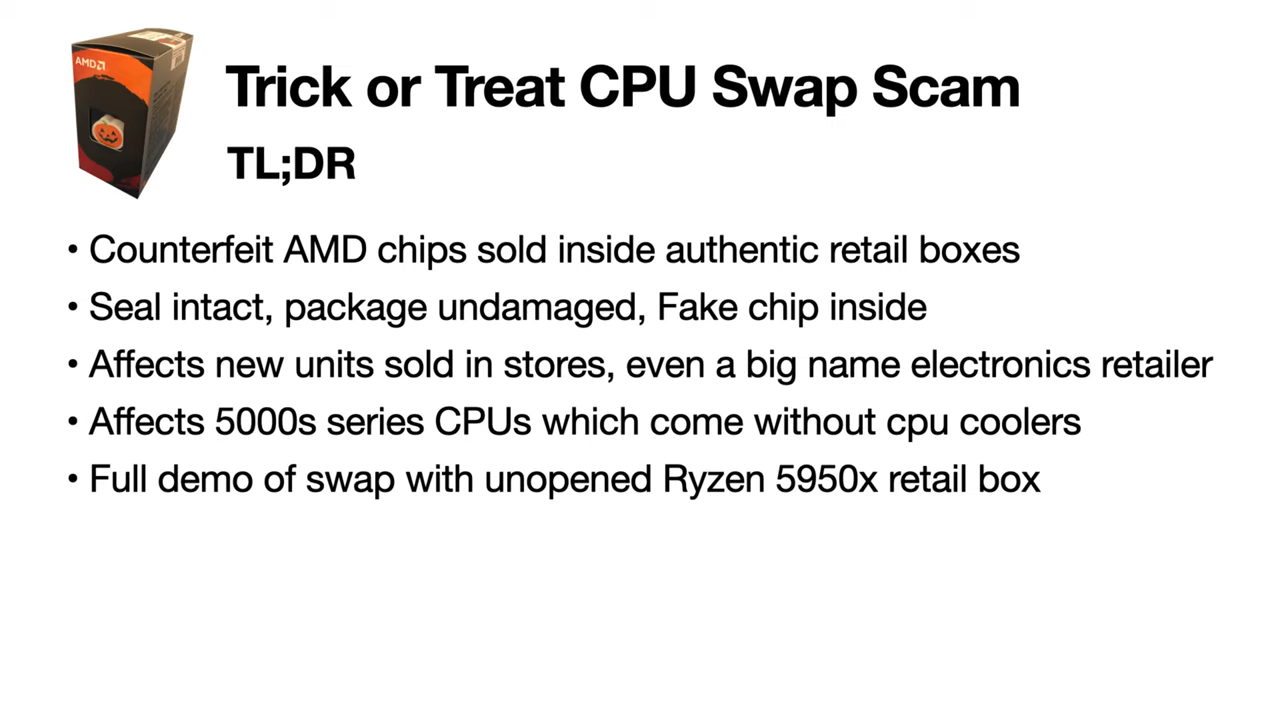 AMD
Trick or Treat CPU Swap Scam
TL;DR
• Counterfeit AMD chips sold inside authentic retail boxes
• Seal intact, package undamaged, Fake chip inside
• Affects new units sold in stores, even a big name electronics retailer
• Affects 5000s series CPUs which come without cpu coolers
• Full demo of swap with unopened Ryzen 5950x retail box